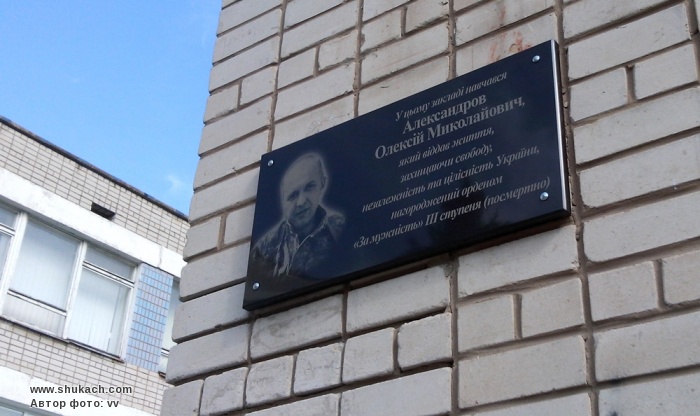 У цьому закладі навчався
Александров
Олексій Миколайович,
який віддав життя,
захищаючи свободу,
незалежність та цілісність України,
нагороджений орденом
«За мужність» ІІІ ступеня (посмертно)
www.shukach.com
Автор фото: vv